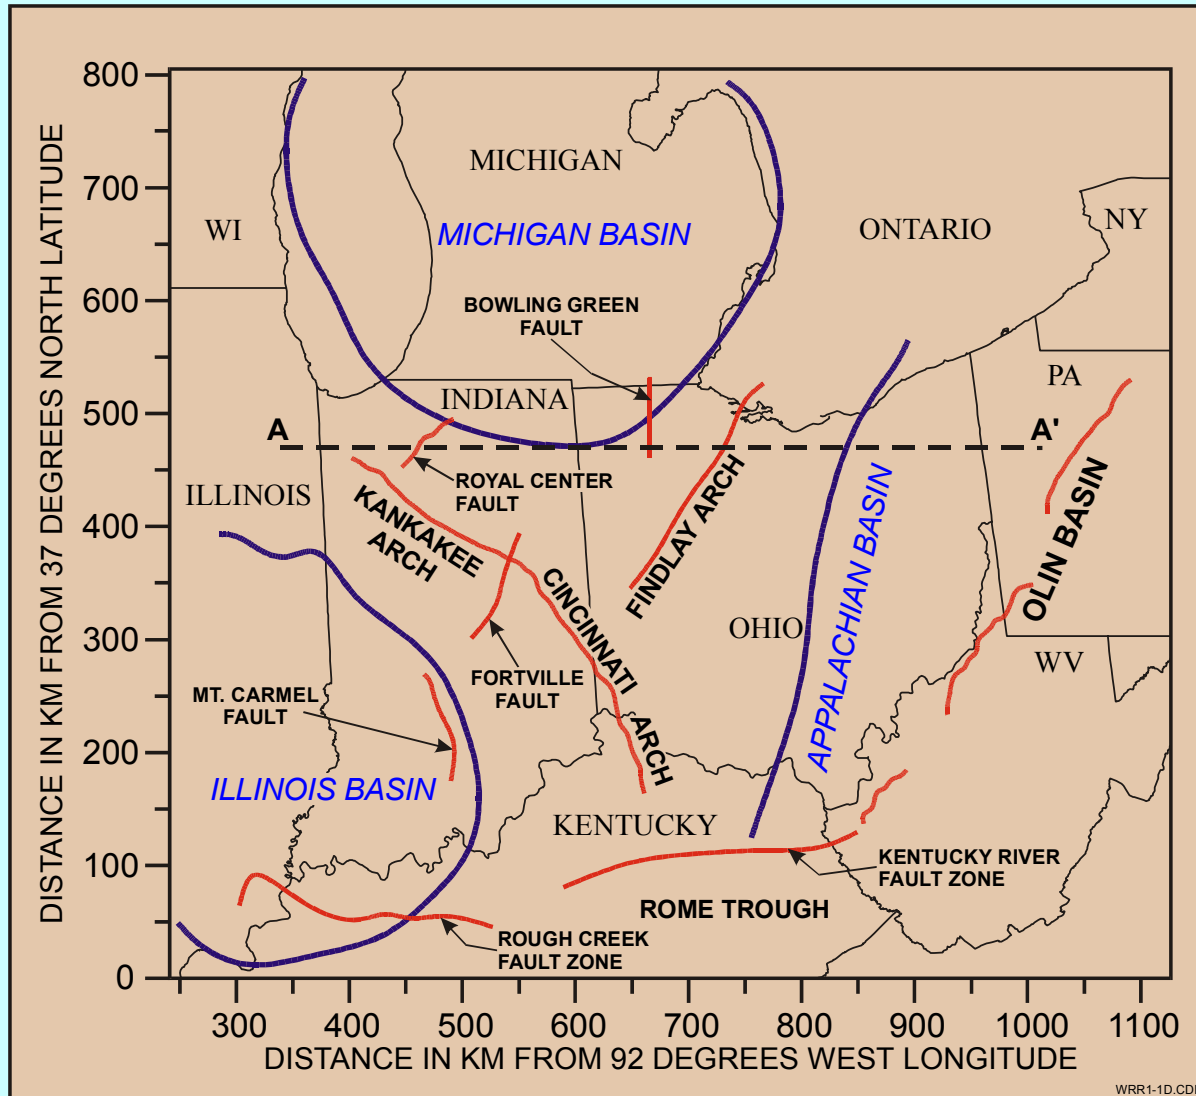 DISTANCE IN KM FROM 37 DEGREES NORTH LATITUDE
800
700
600
500
400
300
200
100
0
MICHIGAN
WI
MICHIGAN BASIN
ONTARIO
NY
BOWLING GREEN
FAULT
INDIANA
PA
A
A'
ILLINOIS
ROYAL CENTER
FAULT
KANKAKEE
ARCH
FINDLAY ARCH
APPALACHIAN BASIN
OLIN BASIN
CINCINNATI
ARCH
OHIO
WV
FORTVILLE
FAULT
MT. CARMEL
FAULT
ILLINOIS BASIN
KENTUCKY
KENTUCKY RIVER
FAULT ZONE
ROME TROUGH
ROUGH CREEK
FAULT ZONE
300
400
500
600
700
800
900
1000
1100
DISTANCE IN KM FROM 92 DEGREES WEST LONGITUDE
WRR1-1D.CD